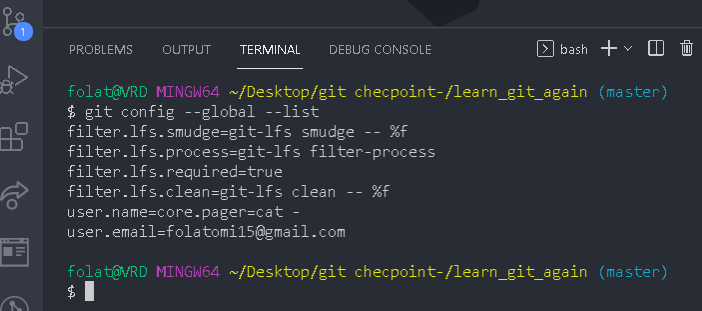 1
PROBLEMS OUTPUT TERMINAL DEBUG CONSOLE bash
folat@VRD MINGW64 ~/Desktop/git checpoint-/learn_git_again (master)
$ git config --global --list
filter.lfs.smudge=git-lfs smudge -- %f
filter.lfs.process=git-lfs filter-process
filter.lfs.required=true
filter.lfs.clean=git-lfs clean -- %f
user.name=core.pager=cat -
user.email=folatomi15@gmail.com
folat@VRD MINGW64 ~/Desktop/git checpoint-/learn_git_again (master)
$